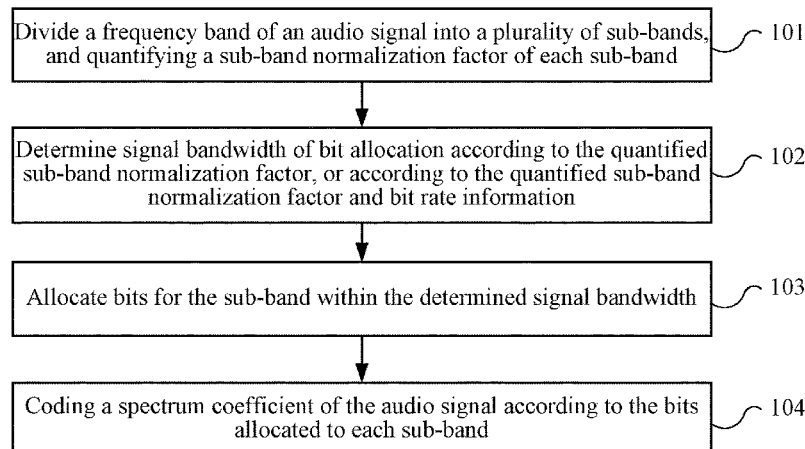 Divide a frequency band of an audio signal into a plurality of sub-bands,
and quantifying a sub-band normalization factor of each sub-band
101
Determine signal bandwidth of bit allocation according to the quantified
sub-band normalization factor, or according to the quantified sub-band
normalization factor and bit rate information
102
Allocate bits for the sub-band within the determined signal bandwidth
103
Coding a spectrum coefficient of the audio signal according to the bits
allocated to each sub-band
104